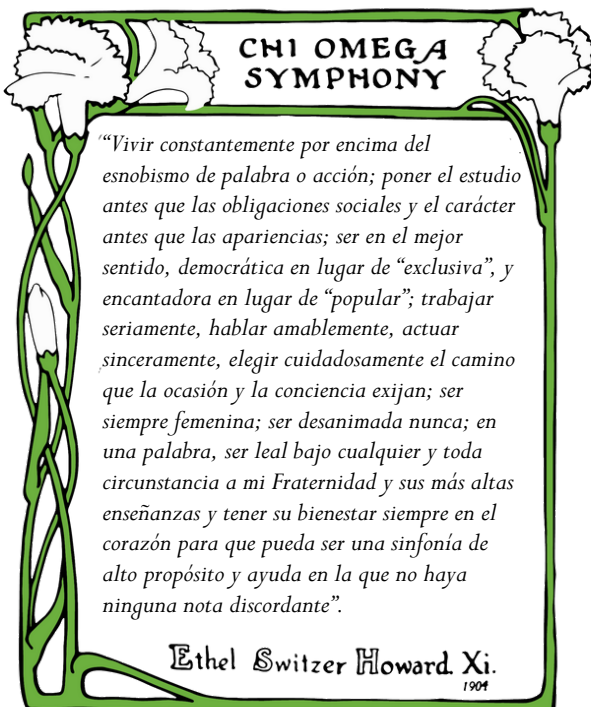 CHI OMEGA
SYMPHONY
“Vivir constantemente por encima del
esnobismo de palabra o acción; poner el estudio
antes que las obligaciones sociales y el carácter
antes que las apariencias; ser en el mejor
sentido, democrática en lugar de “exclusiva”, y
encantadora en lugar de “popular”; trabajar
seriamente, hablar amablemente, actuar
sinceramente, elegir cuidadosamente el camino
que la ocasión y la conciencia exijan; ser
siempre femenina; ser desanimada nunca; en
una palabra, ser leal bajo cualquier y toda
circunstancia a mi Fraternidad y sus más altas
enseñanzas y tener su bienestar siempre en el
corazón para que pueda ser una sinfonía de
alto propósito y ayuda en la que no haya
ninguna nota discordante”.
Ethel Switzer Howard. Xi.
1904